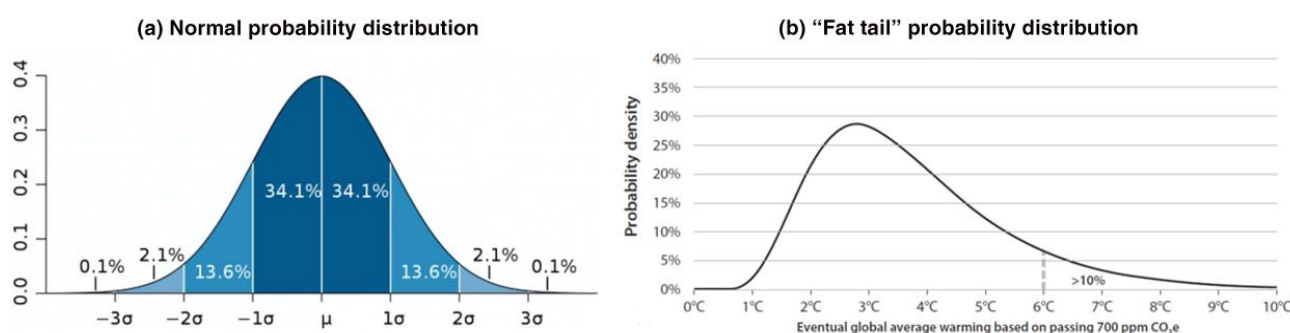 (a) Normal probability distribution
0.4
0.3
0.2
0.1
0.0
34.1% 34.1%
0.1% 2.1% 13.6% 13.6% 2.1% 0.1%
−3σ −2σ −1σ μ 1σ 2σ 3σ
(b) “Fat tail” probability distribution
Probability density
40%
35%
30%
25%
20%
15%
10%
5%
0%
>10%
0°C 1°C 2°C 3°C 4°C 5°C 6°C 7°C 8°C 9°C 10°C
Eventual global average warming based on passing 700 ppm CO₂e